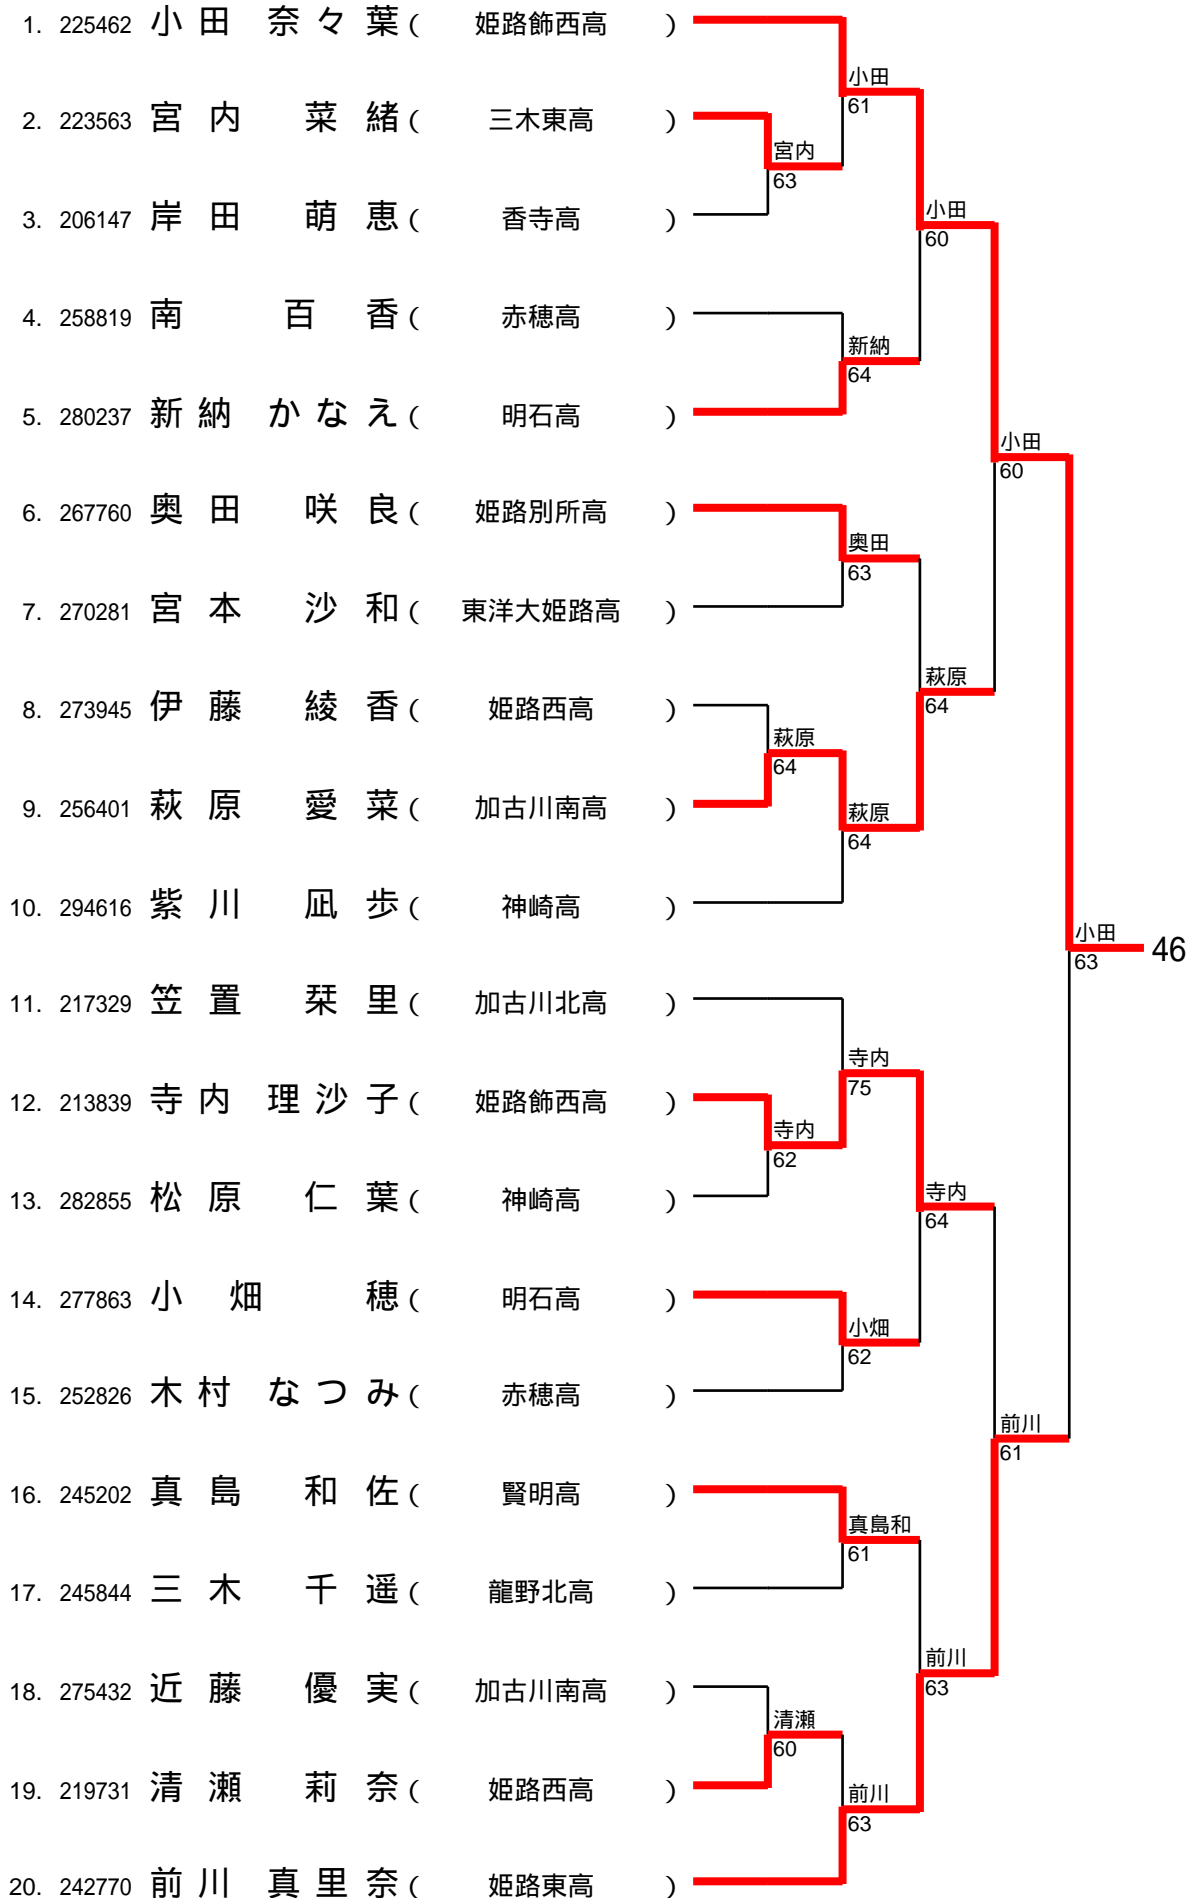 1. 225462 小田 奈々葉 ( 姫路飾西高 )
小田
61
2. 223563 宮内 菜緒 ( 三木東高 )
宮内
63
3. 206147 岸田 萌恵 ( 香寺高 )
小田
60
4. 258819 南 百香 ( 赤穂高 )
新納
64
5. 280237 新納 かなえ ( 明石高 )
小田
60
6. 267760 奥田 咲良 ( 姫路別所高 )
奥田
63
7. 270281 宮本 沙和 ( 東洋大姫路高 )
萩原
64
8. 273945 伊藤 綾香 ( 姫路西高 )
萩原
64
9. 256401 萩原 愛菜 ( 加古川南高 )
萩原
64
10. 294616 紫川 凪歩 ( 神崎高 )
小田
63
46
11. 217329 笠置 栞里 ( 加古川北高 )
寺内
75
12. 213839 寺内 理沙子 ( 姫路飾西高 )
寺内
62
13. 282855 松原 仁葉 ( 神崎高 )
寺内
64
14. 277863 小畑 穂 ( 明石高 )
小畑
62
15. 252826 木村 なつみ ( 赤穂高 )
前川
61
16. 245202 真島 和佐 ( 賢明高 )
真島和
61
17. 245844 三木 千遥 ( 龍野北高 )
前川
63
18. 275432 近藤 優実 ( 加古川南高 )
清瀬
60
19. 219731 清瀬 莉奈 ( 姫路西高 )
前川
63
20. 242770 前川 真里奈 ( 姫路東高 )